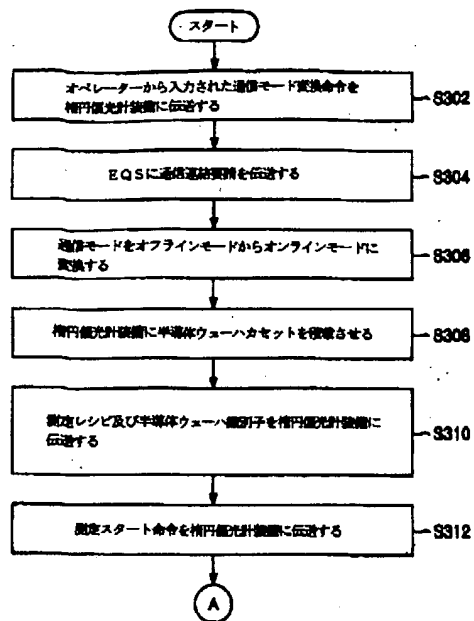 スタート
オペレーターから入力された通信モード変換命令を
楕円偏光計装備に伝送する
S302
EQSに通信連結要請を伝送する
S304
通信モードをオフラインモードからオンラインモードに
変換する
S306
楕円偏光計装備に半導体ウェーハカセットを積載させる
S308
測定レシピ及び半導体ウェーハ識別子を楕円偏光計装備に
伝送する
S310
測定スタート命令を楕円偏光計装備に伝送する
S312
A